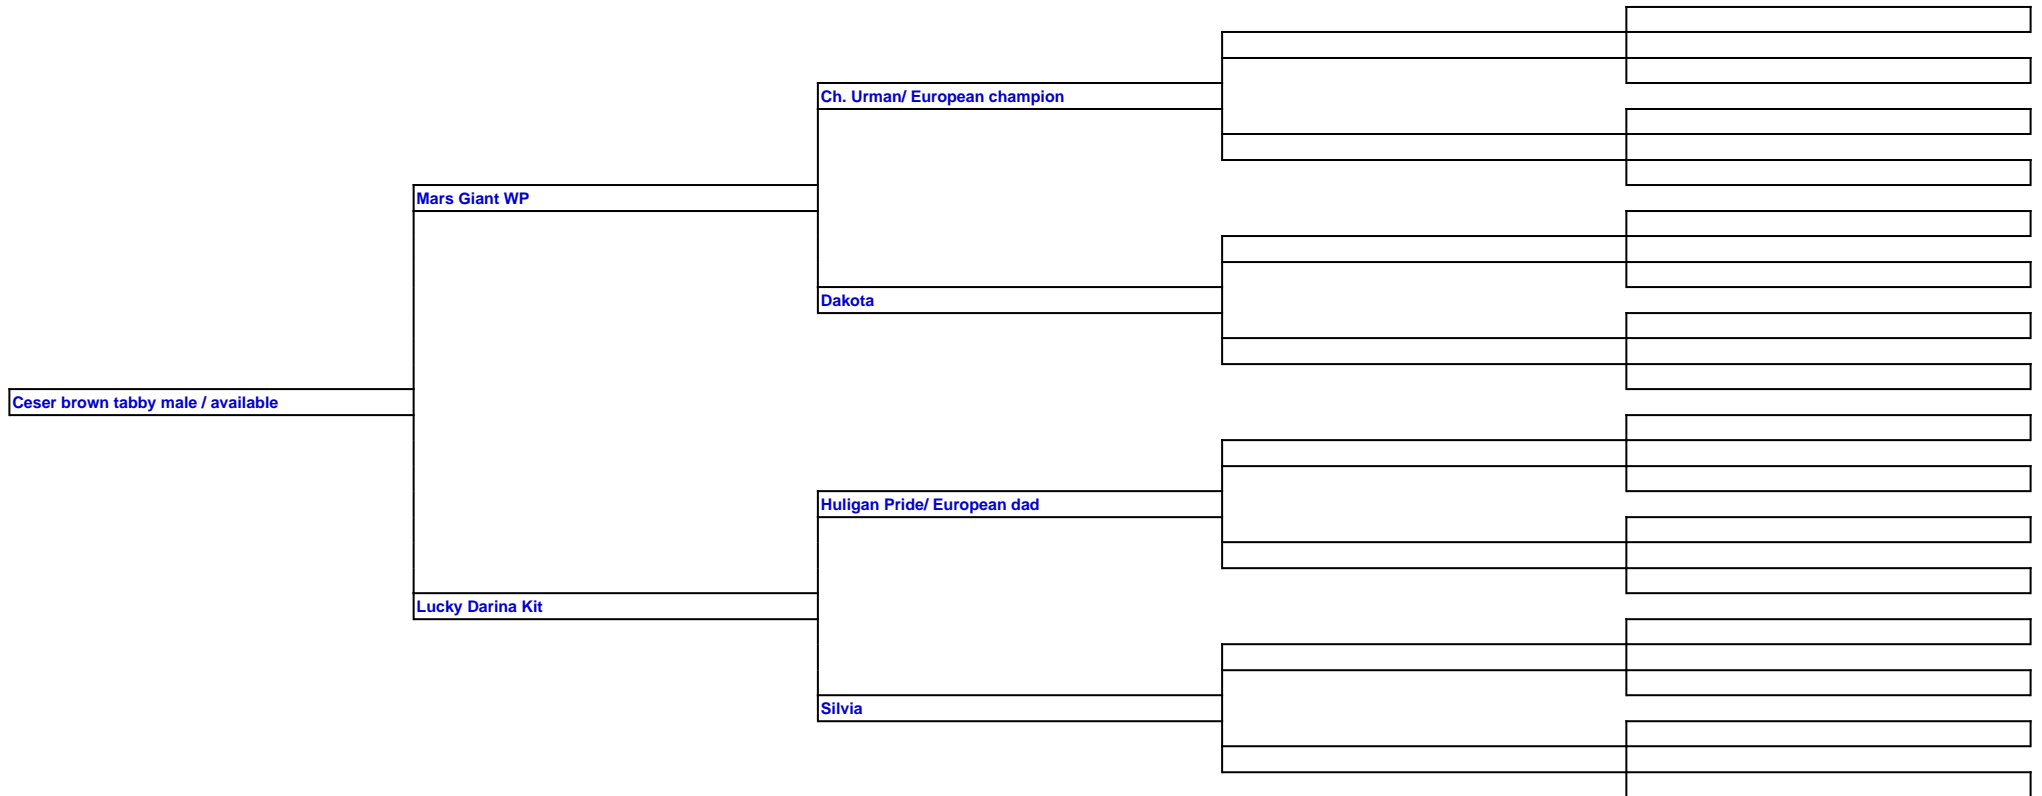 Ch. Urman/ European champion
Mars Giant WP
Dakota
Ceser brown tabby male / available
Huligan Pride/ European dad
Lucky Darina Kit
Silvia